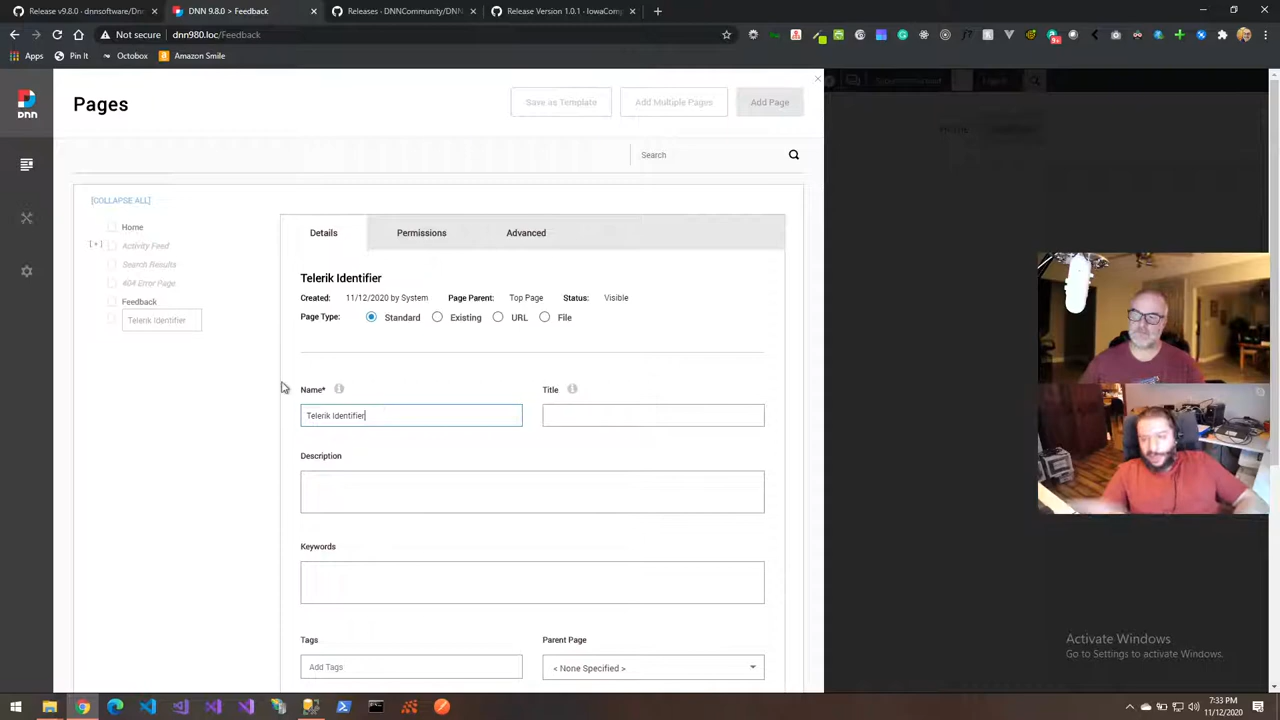 Release v9.8.0 · dnnsoftware/Dnn
DNN 9.8.0 > Feedback
Releases · DNNCommunity/DNN
Release Version 1.0.1 · IowaComp
Not secure | dnn980.loc/Feedback
Apps
Pin It
Octobox
Amazon Smile
Pages
Save as Template
Add Multiple Pages
Add Page
Dnn
Search
[COLLAPSE ALL]
Home
Activity Feed
Search Results
404 Error Page
Feedback
Telerik Identifier
Details
Permissions
Advanced
Telerik Identifier
Created: 11/12/2020 by System Page Parent: Top Page Status: Visible
Page Type: Standard Existing URL File
Name*
Title
Telerik Identifier
Description
Keywords
Tags
Parent Page
Add Tags
< None Specified >
HOME
Activate Windows
Go to Settings to activate Windows.
7:33 PM
11/12/2020